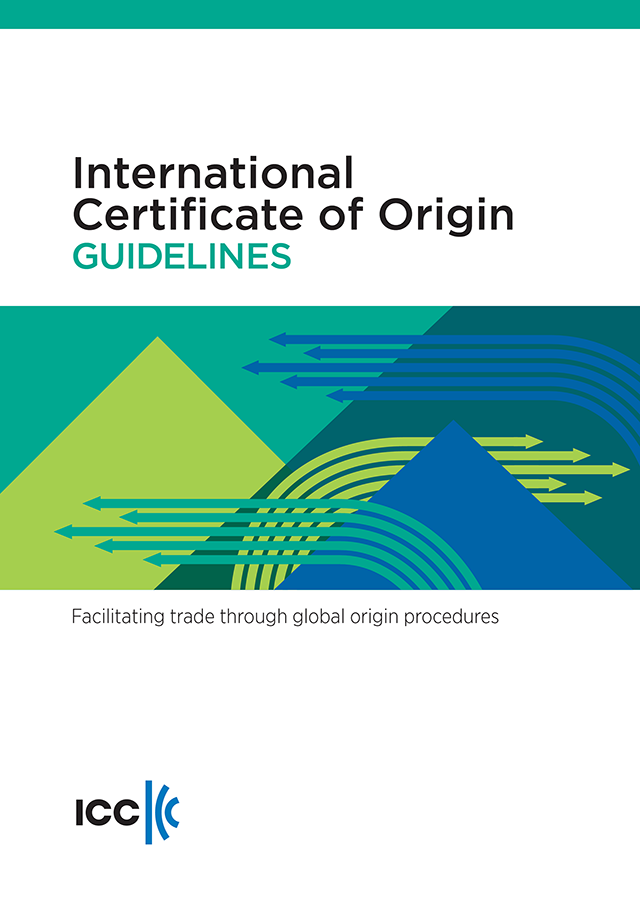 International
Certificate of Origin
GUIDELINES
Facilitating trade through global origin procedures
ICC